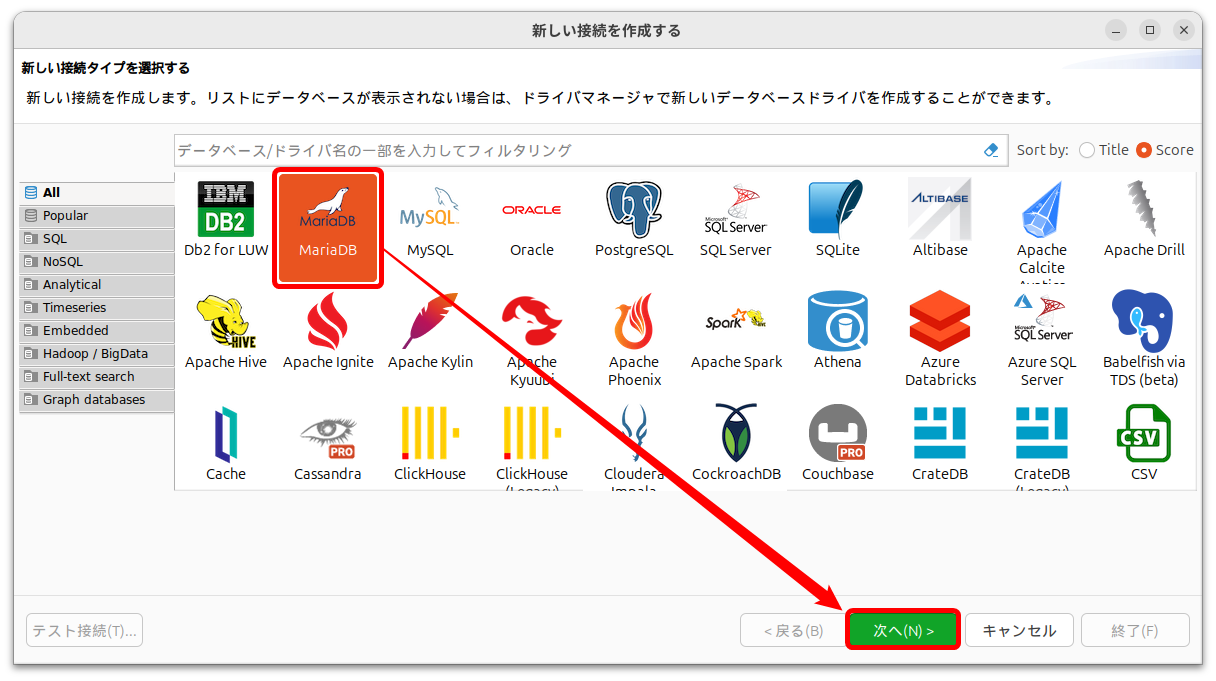 新しい接続を作成する
新しい接続タイプを選択する
新しい接続を作成します。リストにデータベースが表示されない場合は、ドライバマネージャで新しいデータベースドライバを作成することができます。
データベース/ドライバ名の一部を入力してフィルタリング
Sort by: Title Score
All
Popular
SQL
NoSQL
Analytical
Timeseries
Embedded
Hadoop / BigData
Full-text search
Graph databases
IBM
DB2
Db2 for LUW
MariaDB
MariaDB
MySQL
MySQL
ORACLE
Oracle
PostgreSQL
Microsoft
SQL Server
SQL Server
SQLite
ALTIBASE
Altibase
Apache
Calcite
Avatica
Apache Drill
HIVE
Apache Hive
Apache Ignite
Apache Kylin
Apache
Kyuubi
Apache
Phoenix
Spark
Apache Spark
Athena
Azure
Databricks
Microsoft
SQL Server
Azure SQL
Server
Babelfish via
TDS (beta)
Cache
PRO
Cassandra
ClickHouse
ClickHouse
(Legacy)
Cloudera
Impala
CockroachDB
PRO
Couchbase
CrateDB
CrateDB
(Legacy)
CSV
CSV
テスト接続(T)...
< 戻る(B)
次へ(N) >
キャンセル
終了(F)